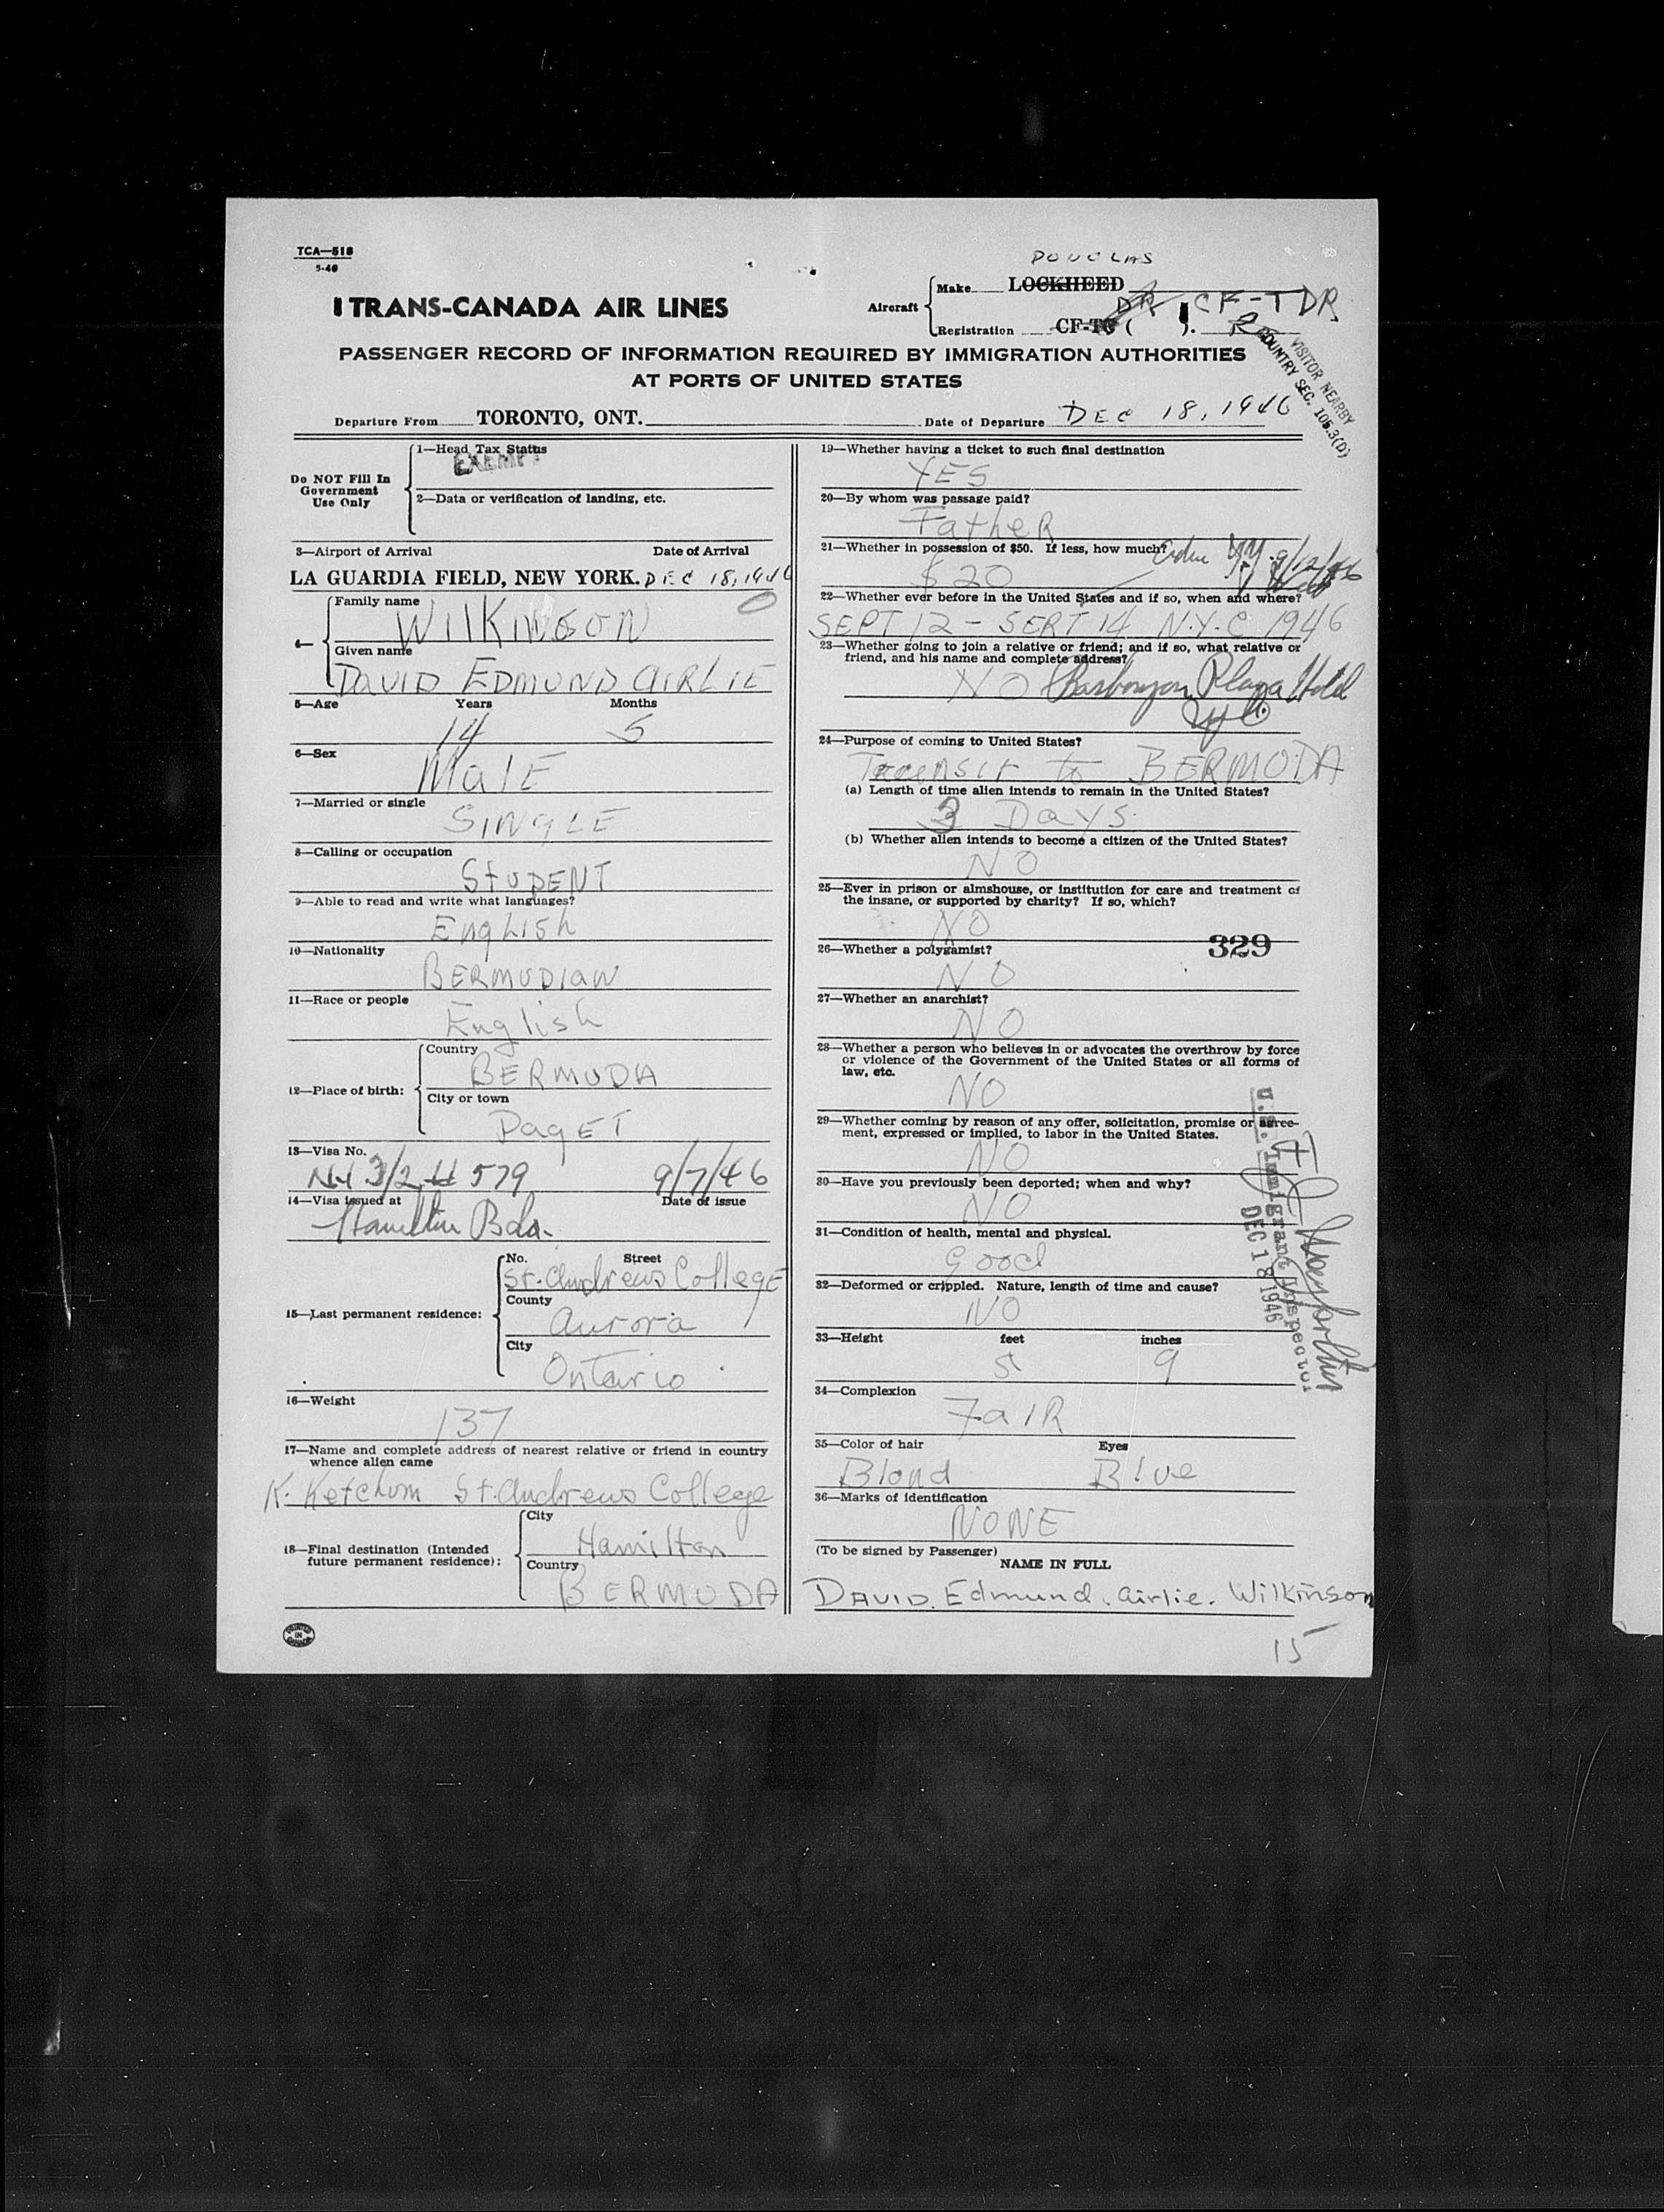 TCA—518
5-46
DOUGLAS
TRANS-CANADA AIR LINES
Aircraft
Make LOCKHEED
DR CF-TDR
Registration CF-TC ( ). R
VISITOR NEARBY
COUNTRY SEC. 105.3(D)
PASSENGER RECORD OF INFORMATION REQUIRED BY IMMIGRATION AUTHORITIES
AT PORTS OF UNITED STATES
Departure From TORONTO, ONT. Date of Departure DEC 18, 1946
Do NOT Fill In
Government
Use Only
1—Head Tax Status
EXEMPT
2—Data or verification of landing, etc.
3—Airport of Arrival Date of Arrival
LA GUARDIA FIELD, NEW YORK. DEC 18, 1946
4—
Family name
WILKINSON
Given name
DAVID EDMUND AIRLIE
5—Age Years Months
14 5
6—Sex
MalE
7—Married or single
SINGLE
8—Calling or occupation
STUDENT
9—Able to read and write what languages?
English
10—Nationality
BERMUDIAN
11—Race or people
English
12—Place of birth:
Country
BERMUDA
City or town
PagET
13—Visa No.
NI 3/2 # 579 9/7/46
14—Visa issued at Date of issue
Hamilton Bda.
15—Last permanent residence:
No. Street
St. Andrews CollegE
County
Aurora
City
Ontario
16—Weight
137
17—Name and complete address of nearest relative or friend in country
whence alien came
K. Ketchum St. Andrews College
18—Final destination (Intended
future permanent residence):
City
Hamilton
Country
BERMUDA
PRINTED
IN
CANADA
19—Whether having a ticket to such final destination
YES
20—By whom was passage paid?
FatheR
21—Whether in possession of $50. If less, how much?
$20
9/12/46
22—Whether ever before in the United States and if so, when and where?
SEPT 12 – SEPT 14 N.Y.C 1946
23—Whether going to join a relative or friend; and if so, what relative or
friend, and his name and complete address?
NO Barbizon Plaza Hotel
NYC
24—Purpose of coming to United States?
Transit to BERMUDA
(a) Length of time alien intends to remain in the United States?
3 Days.
(b) Whether alien intends to become a citizen of the United States?
NO
25—Ever in prison or almshouse, or institution for care and treatment of
the insane, or supported by charity? If so, which?
NO
329
26—Whether a polygamist?
NO
27—Whether an anarchist?
NO
28—Whether a person who believes in or advocates the overthrow by force
or violence of the Government of the United States or all forms of
law, etc.
NO
29—Whether coming by reason of any offer, solicitation, promise or agree-
ment, expressed or implied, to labor in the United States.
NO
30—Have you previously been deported; when and why?
NO
31—Condition of health, mental and physical.
Good
32—Deformed or crippled. Nature, length of time and cause?
NO
U.S. Immigrant Inspector
DEC 18 1946
33—Height feet inches
5 9
34—Complexion
FaIR
35—Color of hair Eyes
Blond Blue
36—Marks of identification
NONE
(To be signed by Passenger)
NAME IN FULL
DAVID. Edmund. Airlie. Wilkinson
15